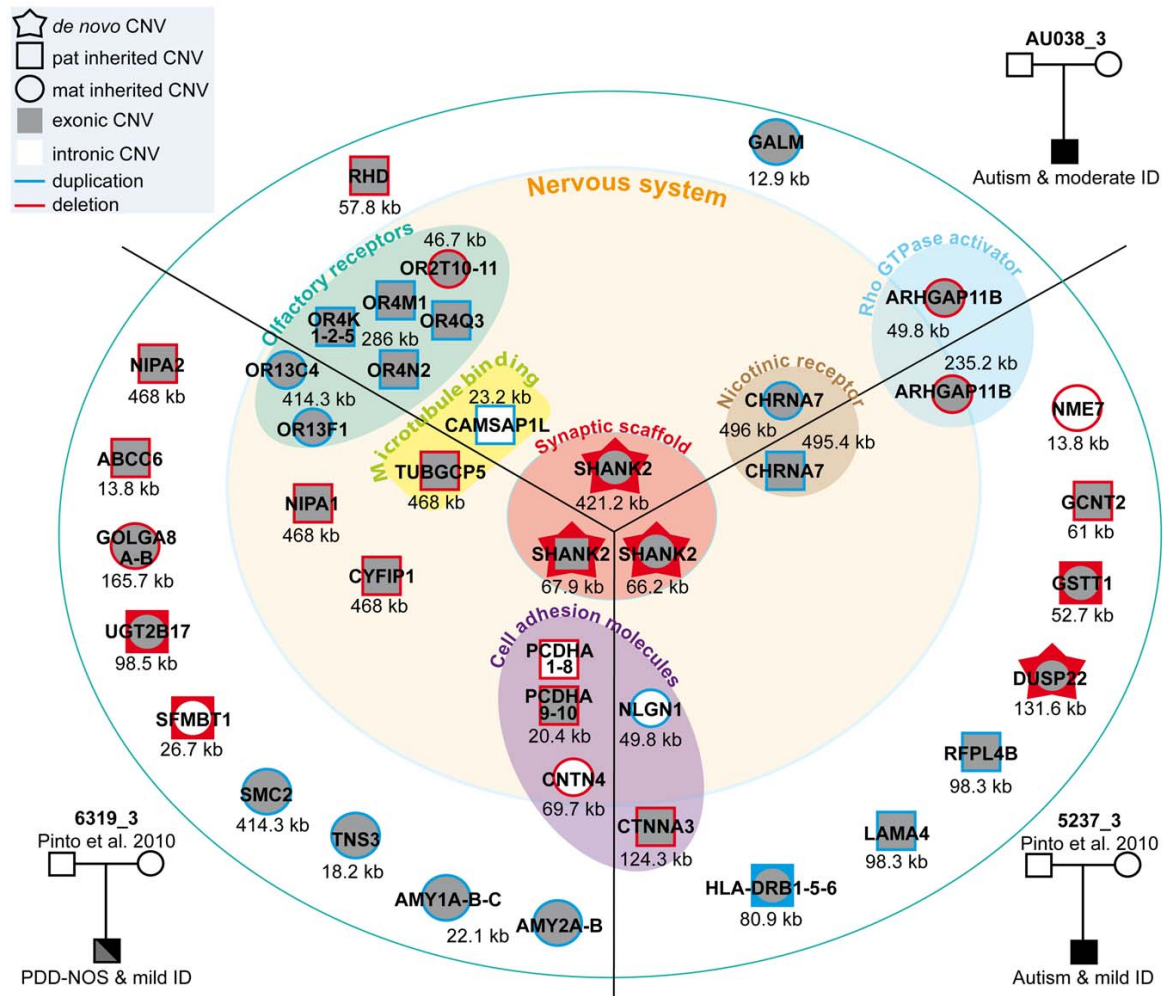 de novo CNV
pat inherited CNV
mat inherited CNV
exonic CNV
intronic CNV
duplication
deletion
AU038_3
Autism & moderate ID
GALM
12.9 kb
RHD
57.8 kb
Nervous system
Olfactory receptors
46.7 kb
OR2T10-11
OR4M1
OR4K
1-2-5
286 kb
OR4Q3
OR13C4
414.3 kb
OR4N2
OR13F1
Rho GTPase activator
ARHGAP11B
49.8 kb
235.2 kb
ARHGAP11B
Microtubule binding
23.2 kb
CAMSAP1L
TUBGCP5
468 kb
Nicotinic receptor
CHRNA7
496 kb
495.4 kb
CHRNA7
Synaptic scaffold
SHANK2
421.2 kb
SHANK2
67.9 kb
SHANK2
66.2 kb
NIPA2
468 kb
ABCC6
13.8 kb
NIPA1
468 kb
GOLGA8
A-B
165.7 kb
CYFIP1
468 kb
UGT2B17
98.5 kb
SFMBT1
26.7 kb
SMC2
414.3 kb
TNS3
18.2 kb
AMY1A-B-C
22.1 kb
AMY2A-B
Cell adhesion molecules
PCDHA
1-8
PCDHA
9-10
20.4 kb
CNTN4
69.7 kb
NLGN1
49.8 kb
CTNNA3
124.3 kb
NME7
13.8 kb
GCNT2
61 kb
GSTT1
52.7 kb
DUSP22
131.6 kb
RFPL4B
98.3 kb
LAMA4
98.3 kb
HLA-DRB1-5-6
80.9 kb
6319_3
Pinto et al. 2010
PDD-NOS & mild ID
5237_3
Pinto et al. 2010
Autism & mild ID